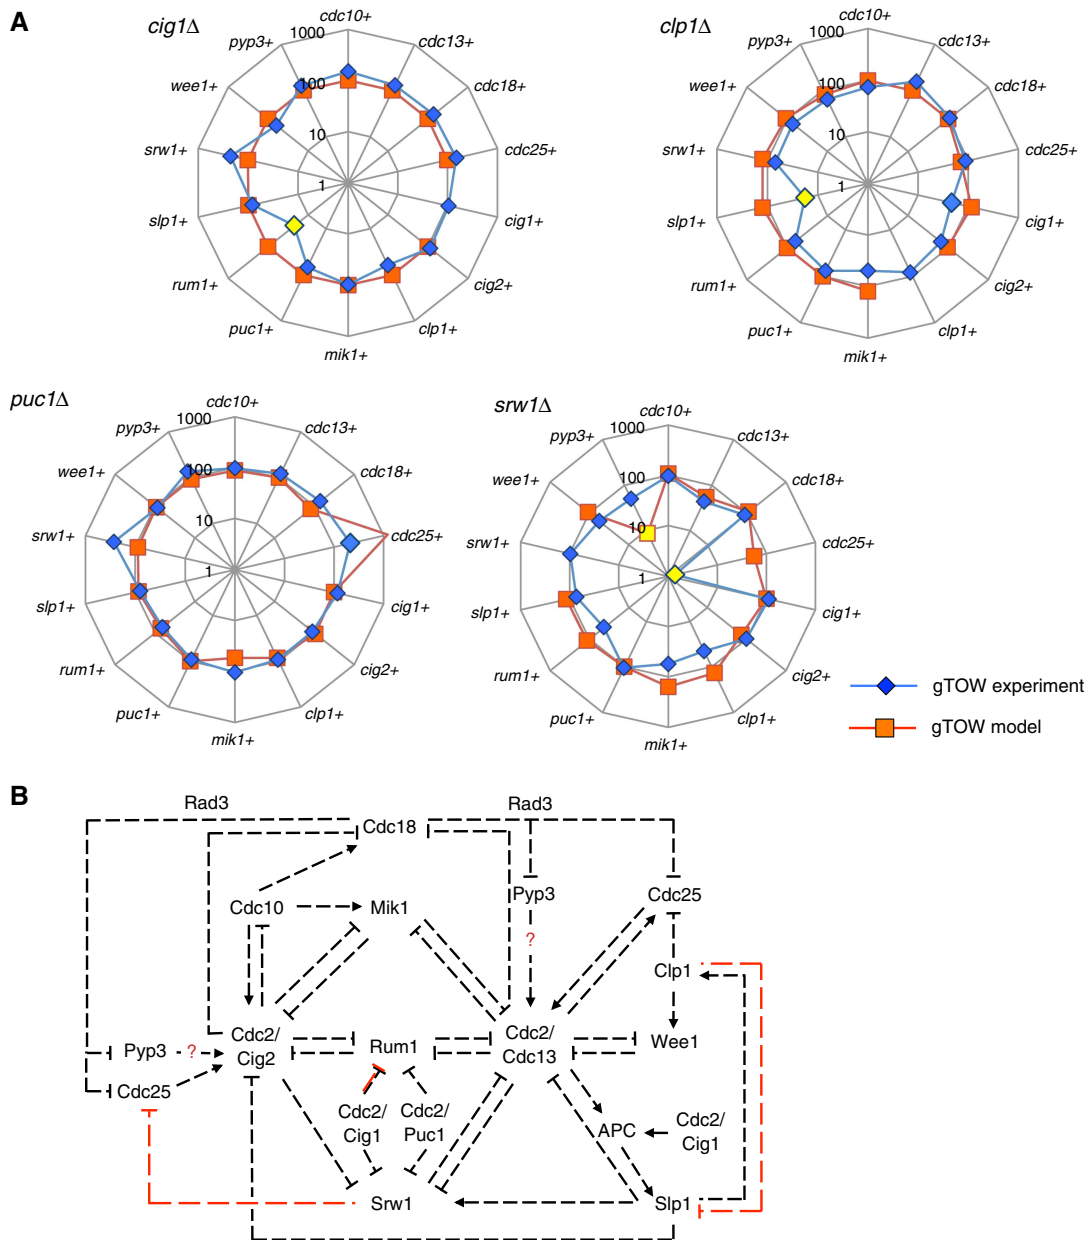 A
cig1Δ
cdc10+
cdc13+
cdc18+
cdc25+
cig1+
cig2+
clp1+
mik1+
puc1+
rum1+
slp1+
srw1+
wee1+
pyp3+
1000
100
10
1
clp1Δ
cdc10+
cdc13+
cdc18+
cdc25+
cig1+
cig2+
clp1+
mik1+
puc1+
rum1+
slp1+
srw1+
wee1+
pyp3+
1000
100
10
1
puc1Δ
cdc10+
cdc13+
cdc18+
cdc25+
cig1+
cig2+
clp1+
mik1+
puc1+
rum1+
slp1+
srw1+
wee1+
pyp3+
1000
100
10
1
srw1Δ
cdc10+
cdc13+
cdc18+
cdc25+
cig1+
cig2+
clp1+
mik1+
puc1+
rum1+
slp1+
srw1+
wee1+
pyp3+
1000
100
10
1
gTOW experiment
gTOW model
B
Rad3
Rad3
Cdc18
Pyp3
Cdc25
Cdc10
Mik1
?
Clp1
Cdc2/
Cig2
Rum1
Cdc2/
Cdc13
Wee1
Pyp3
?
Cdc25
Cdc2/
Cig1
Cdc2/
Puc1
APC
Cdc2/
Cig1
Srw1
Slp1